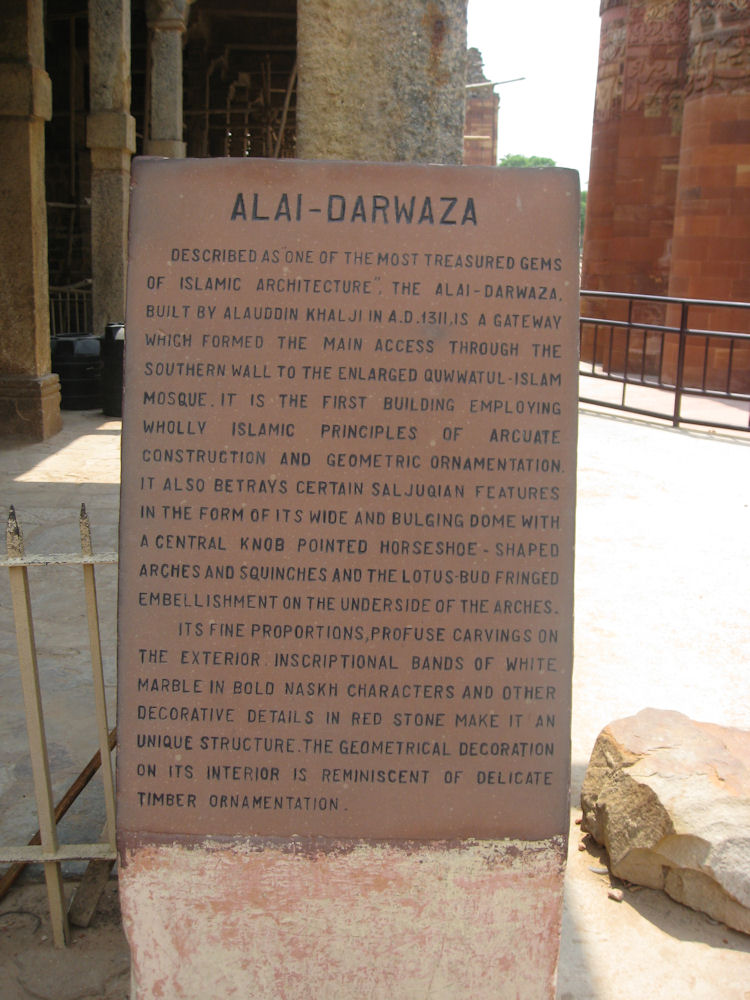 ALAI-DARWAZA
DESCRIBED AS "ONE OF THE MOST TREASURED GEMS
OF ISLAMIC ARCHITECTURE", THE ALAI-DARWAZA,
BUILT BY ALAUDDIN KHALJI IN A.D. 1311, IS A GATEWAY
WHICH FORMED THE MAIN ACCESS THROUGH THE
SOUTHERN WALL TO THE ENLARGED QUWWATUL-ISLAM
MOSQUE. IT IS THE FIRST BUILDING EMPLOYING
WHOLLY ISLAMIC PRINCIPLES OF ARCUATE
CONSTRUCTION AND GEOMETRIC ORNAMENTATION.
IT ALSO BETRAYS CERTAIN SALJUQIAN FEATURES
IN THE FORM OF ITS WIDE AND BULGING DOME WITH
A CENTRAL KNOB POINTED HORSESHOE-SHAPED
ARCHES AND SQUINCHES AND THE LOTUS-BUD FRINGED
EMBELLISHMENT ON THE UNDERSIDE OF THE ARCHES.
ITS FINE PROPORTIONS, PROFUSE CARVINGS ON
THE EXTERIOR. INSCRIPTIONAL BANDS OF WHITE
MARBLE IN BOLD NASKH CHARACTERS AND OTHER
DECORATIVE DETAILS IN RED STONE MAKE IT AN
UNIQUE STRUCTURE. THE GEOMETRICAL DECORATION
ON ITS INTERIOR IS REMINISCENT OF DELICATE
TIMBER ORNAMENTATION.